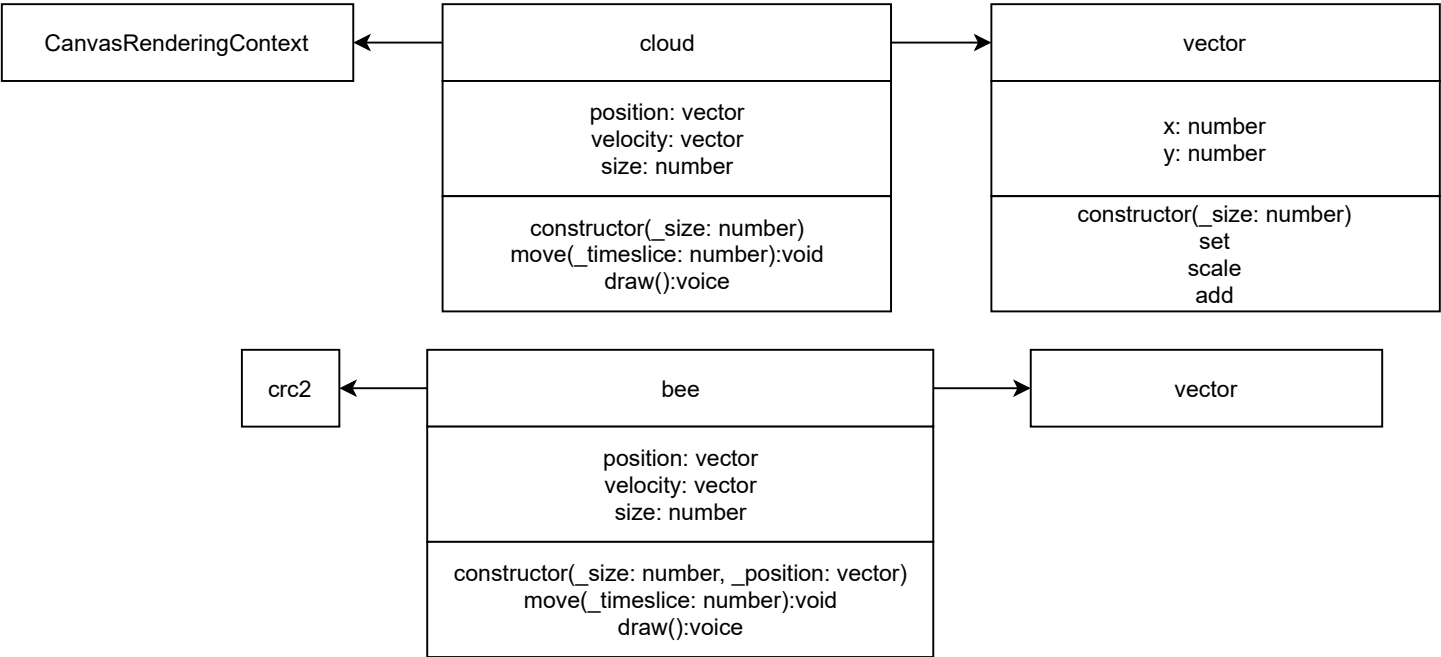 CanvasRenderingContext
cloud
vector
position: vector
velocity: vector
size: number
x: number
y: number
constructor(_size: number)
move(_timeslice: number):void
draw():voice
constructor(_size: number)
set
scale
add
crc2
bee
vector
position: vector
velocity: vector
size: number
constructor(_size: number, _position: vector)
move(_timeslice: number):void
draw():voice